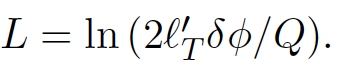 L = ln (2ℓ′_T δϕ/Q).